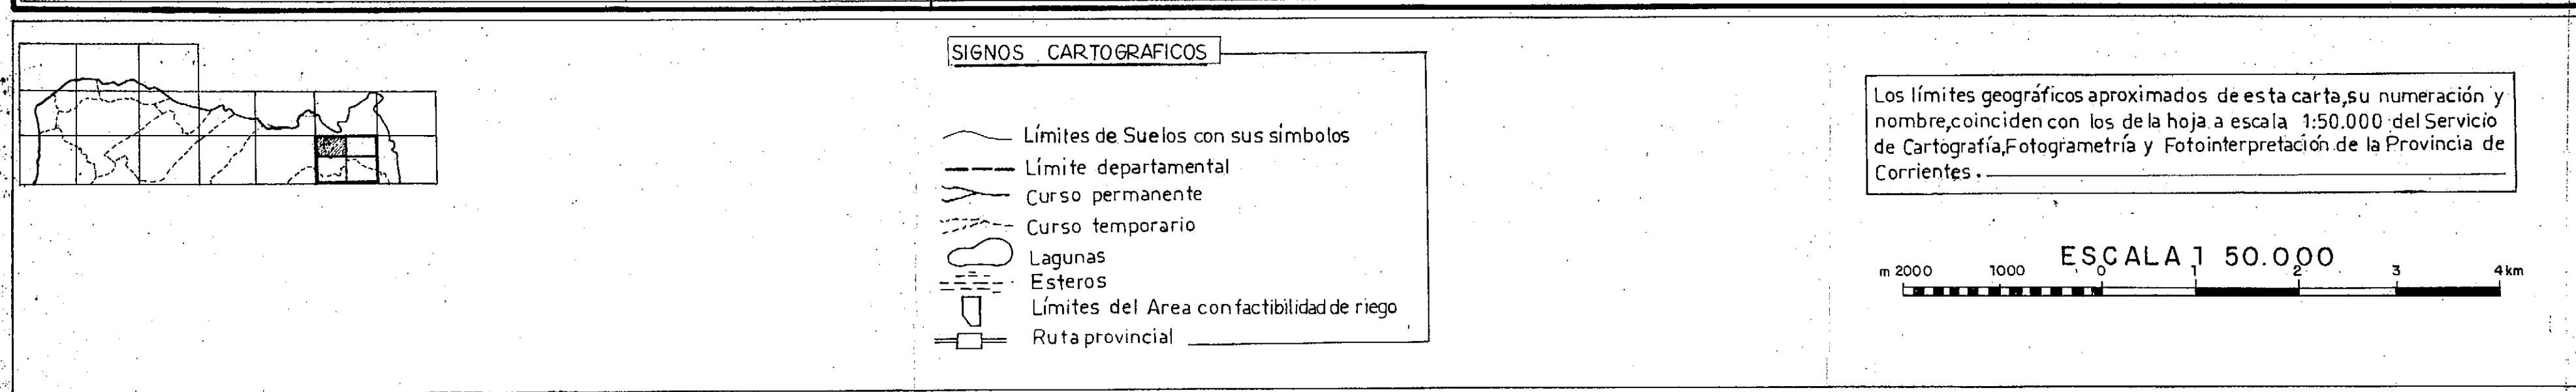 SIGNOS CARTOGRAFICOS
Límites de Suelos con sus símbolos
Límite departamental
Curso permanente
Curso temporario
Lagunas
Esteros
Límites del Area con factibilidad de riego
Ruta provincial
Los límites geográficos aproximados de esta carta, su numeración y
nombre, coinciden con los de la hoja a escala 1:50.000 del Servicio
de Cartografía, Fotogrametría y Fotointerpretación de la Provincia de
Corrientes.
ESCALA 1 50.000
m 2000 1000 0 1 2 3 4 km